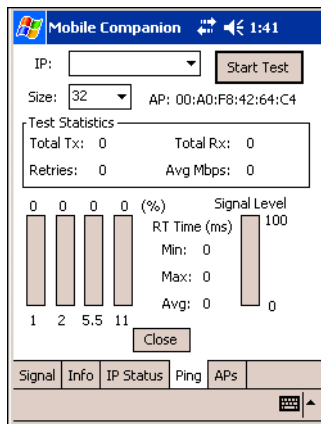 Mobile Companion 1:41
IP: Start Test
Size: 32 AP: 00:A0:F8:42:64:C4
Test Statistics
Total Tx: 0 Total Rx: 0
Retries: 0 Avg Mbps: 0
0 0 0 0 (%) Signal Level
100
RT Time (ms)
Min: 0
Max: 0
Avg: 0
0
1 2 5.5 11
Close
Signal Info IP Status Ping APs